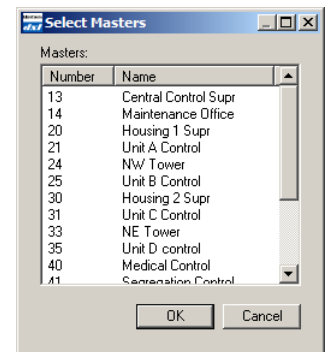 Select Masters
Masters:
Number Name
13 Central Control Supr
14 Maintenance Office
20 Housing 1 Supr
21 Unit A Control
24 NW Tower
25 Unit B Control
30 Housing 2 Supr
31 Unit C Control
33 NE Tower
35 Unit D control
40 Medical Control
41 Segregation Control
OK Cancel